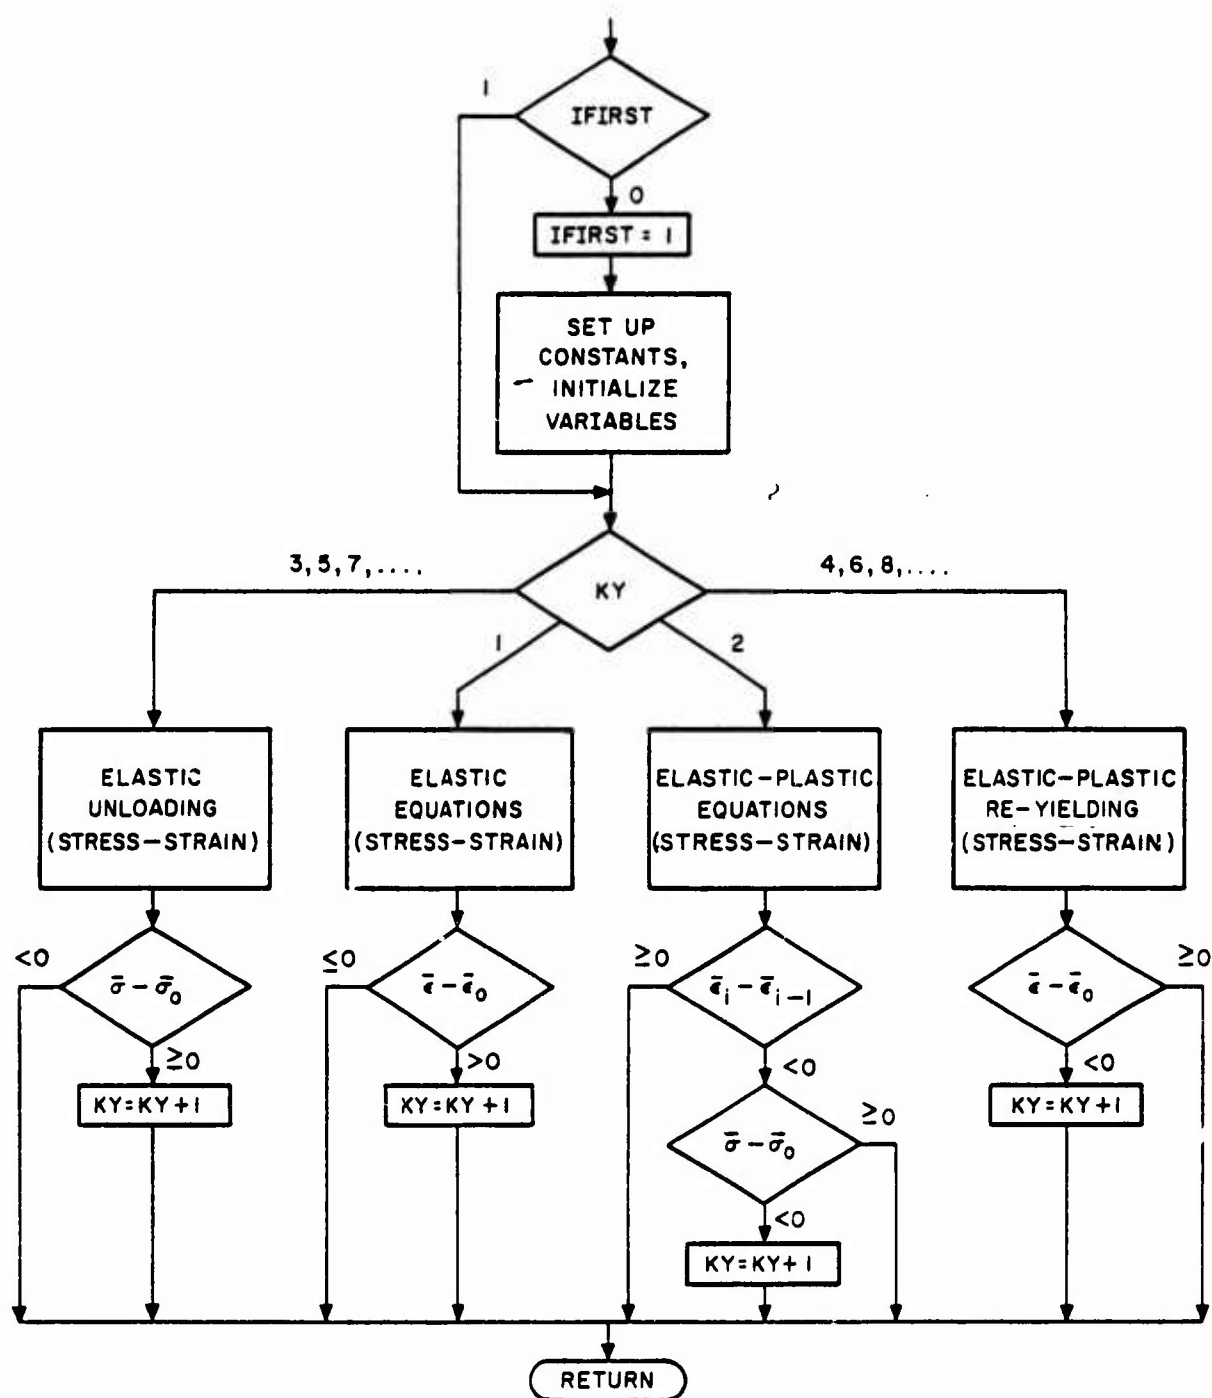 1
IFIRST
0
IFIRST = 1
SET UP
CONSTANTS,
INITIALIZE
VARIABLES
3, 5, 7, ....
KY
4, 6, 8, ....
1
2
ELASTIC
UNLOADING
(STRESS-STRAIN)
ELASTIC
EQUATIONS
(STRESS-STRAIN)
ELASTIC-PLASTIC
EQUATIONS
(STRESS-STRAIN)
ELASTIC-PLASTIC
RE-YIELDING
(STRESS-STRAIN)
<0
σ̄ - σ̄₀
≥0
KY=KY+1
≤0
ε̄ - ε̄₀
>0
KY=KY+1
≥0
ε̄ᵢ - ε̄ᵢ₋₁
<0
σ̄ - σ̄₀
≥0
<0
KY=KY+1
ε̄ - ε̄₀
≥0
<0
KY=KY+1
RETURN